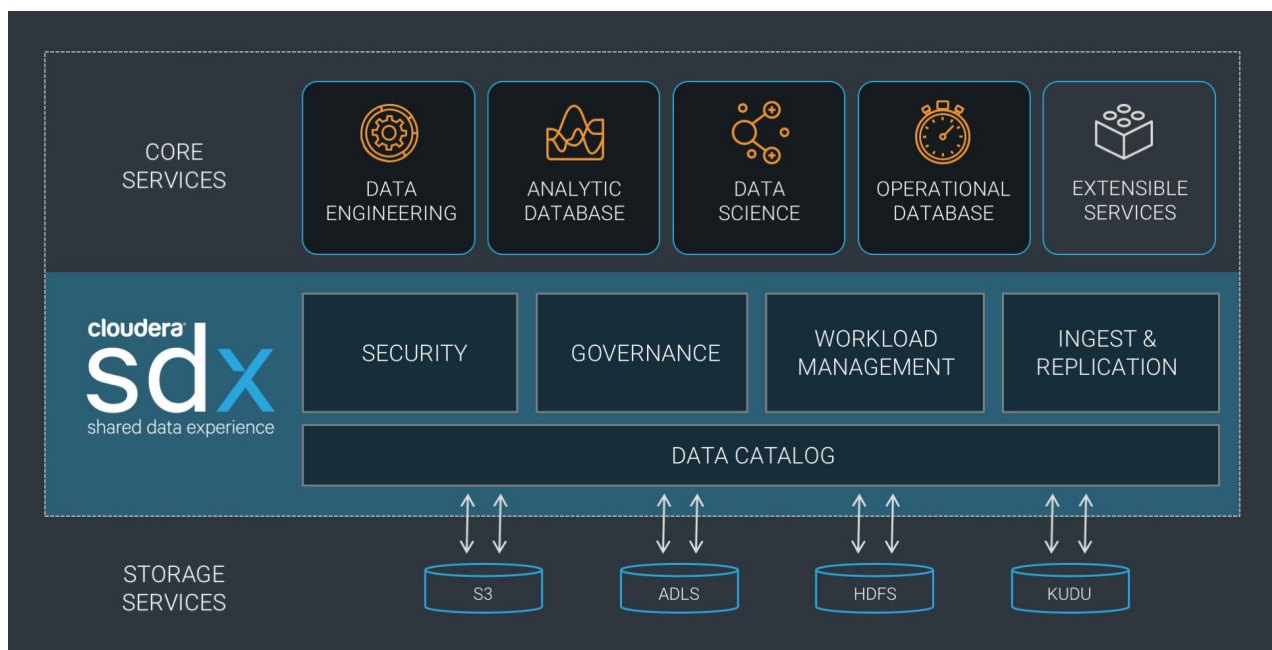 CORE
SERVICES
DATA
ENGINEERING
ANALYTIC
DATABASE
DATA
SCIENCE
OPERATIONAL
DATABASE
EXTENSIBLE
SERVICES
cloudera
sdx
shared data experience
SECURITY
GOVERNANCE
WORKLOAD
MANAGEMENT
INGEST &
REPLICATION
DATA CATALOG
STORAGE
SERVICES
S3
ADLS
HDFS
KUDU